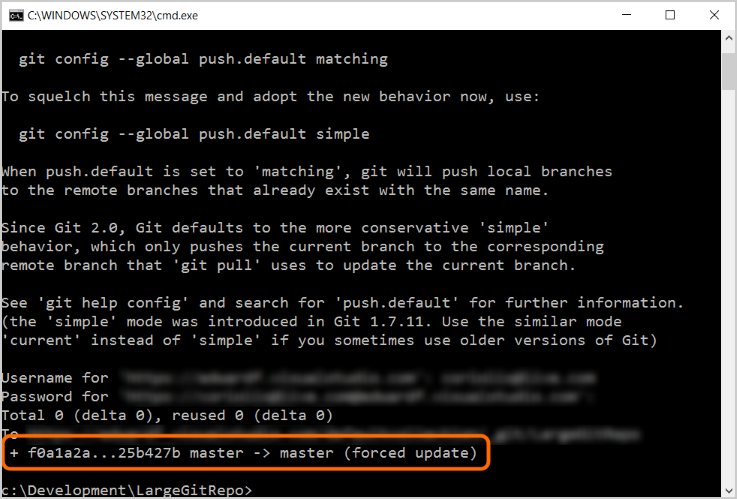 C:\WINDOWS\SYSTEM32\cmd.exe
git config --global push.default matching
To squelch this message and adopt the new behavior now, use:
git config --global push.default simple
When push.default is set to 'matching', git will push local branches
to the remote branches that already exist with the same name.
Since Git 2.0, Git defaults to the more conservative 'simple'
behavior, which only pushes the current branch to the corresponding
remote branch that 'git pull' uses to update the current branch.
See 'git help config' and search for 'push.default' for further information.
(the 'simple' mode was introduced in Git 1.7.11. Use the similar mode
'current' instead of 'simple' if you sometimes use older versions of Git)
Username for
Password for
Total 0 (delta 0), reused 0 (delta 0)
To
+ f0a1a2a...25b427b master -> master (forced update)
c:\Development\LargeGitRepo>